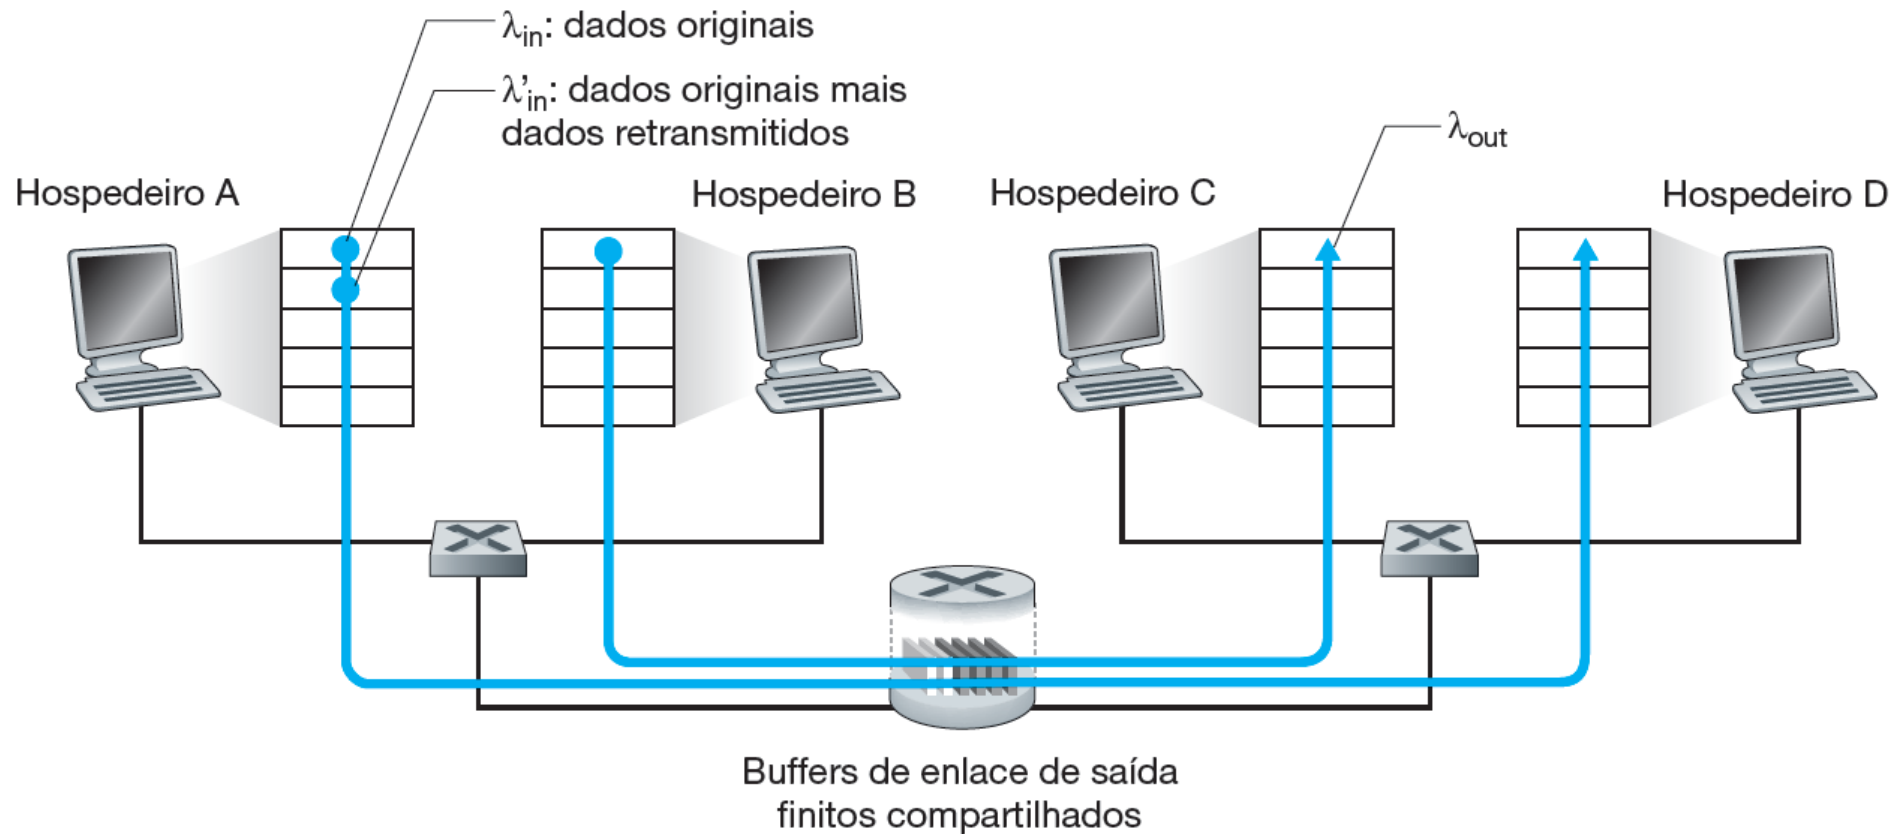 λin: dados originais
λ'in: dados originais mais
dados retransmitidos
λout
Hospedeiro A
Hospedeiro B
Hospedeiro C
Hospedeiro D
Buffers de enlace de saída
finitos compartilhados